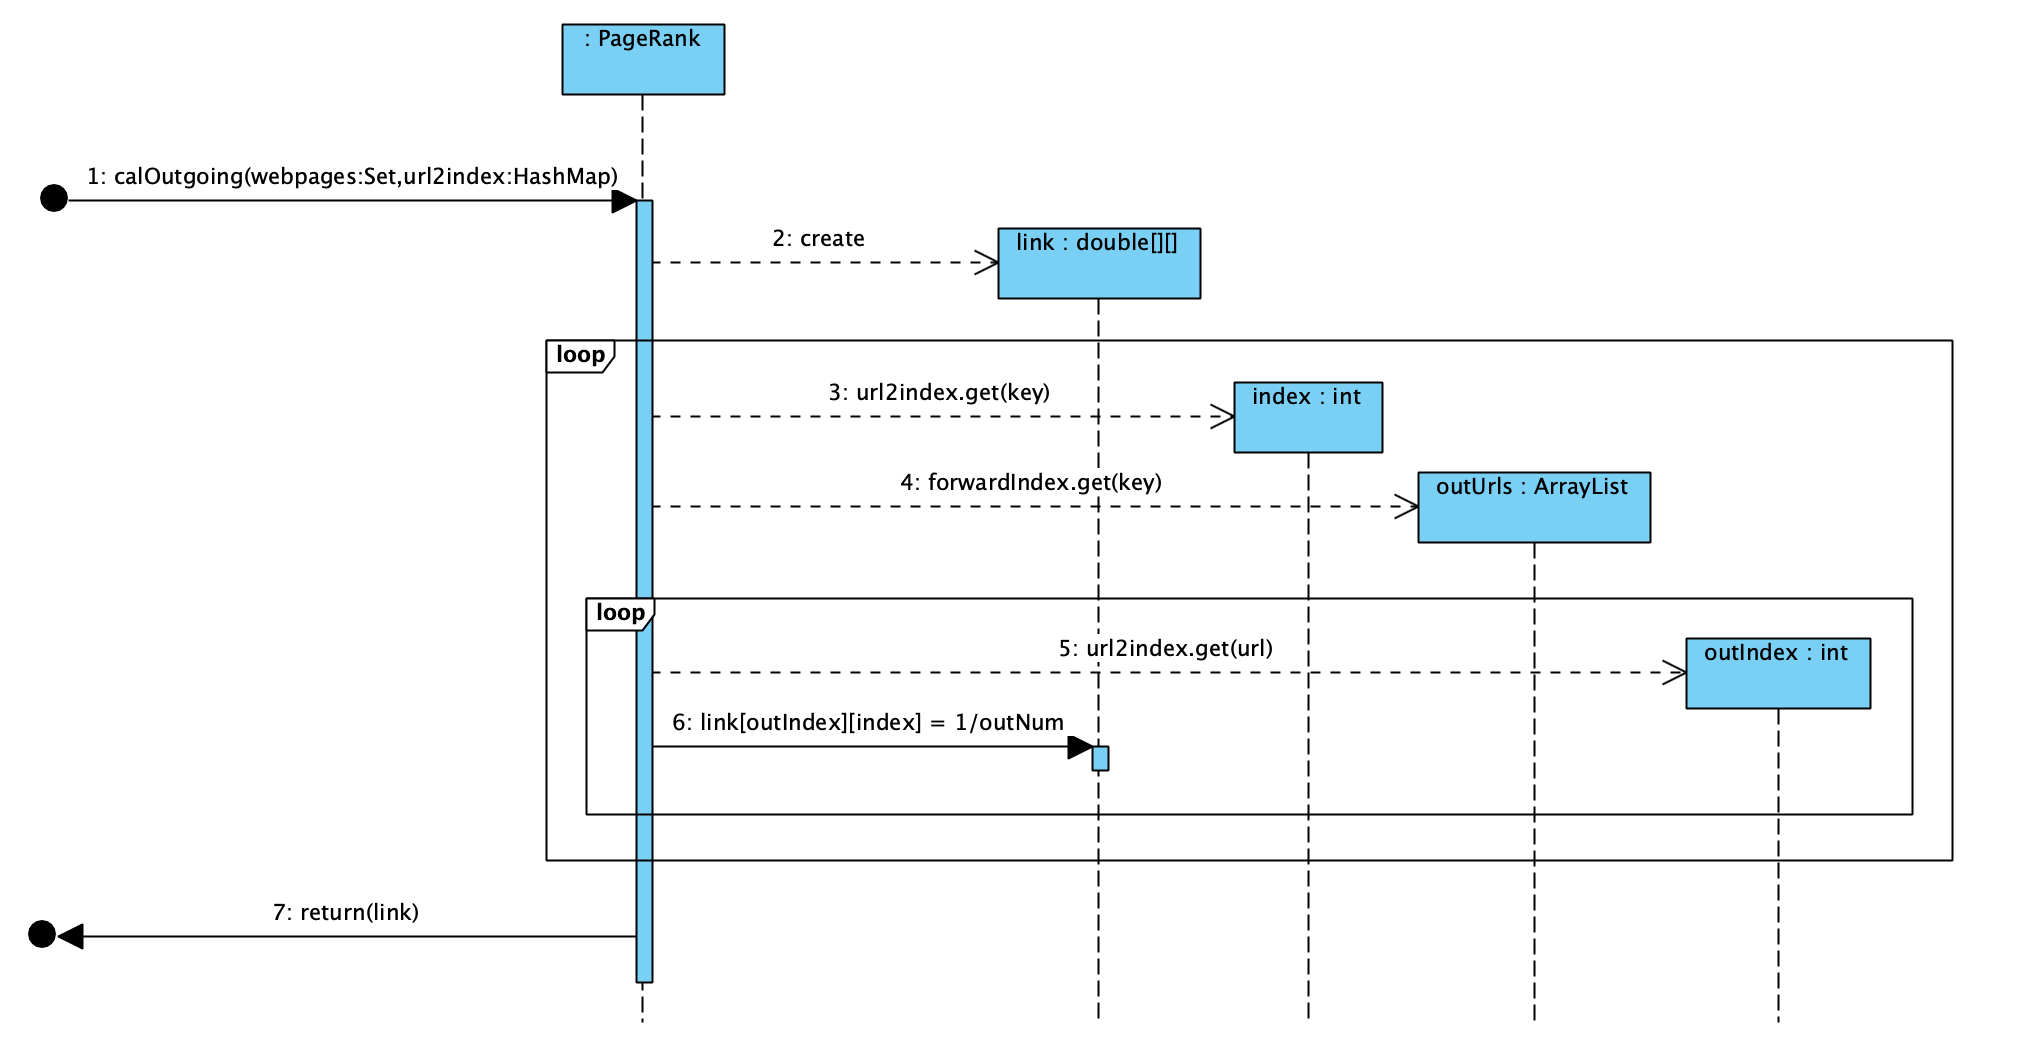 : PageRank
1: calOutgoing(webpages:Set,url2index:HashMap)
2: create
link : double[][]
loop
3: url2index.get(key)
index : int
4: forwardIndex.get(key)
outUrls : ArrayList
loop
5: url2index.get(url)
outIndex : int
6: link[outIndex][index] = 1/outNum
7: return(link)